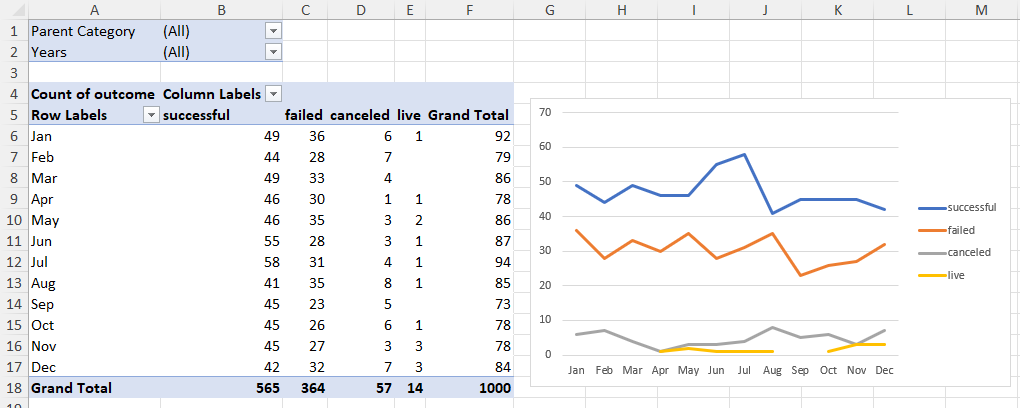 A B C D E F G H I J K L M
1 Parent Category (All)
2 Years (All)
3
4 Count of outcome Column Labels
5 Row Labels successful failed canceled live Grand Total
6 Jan 49 36 6 1 92
7 Feb 44 28 7 79
8 Mar 49 33 4 86
9 Apr 46 30 1 1 78
10 May 46 35 3 2 86
11 Jun 55 28 3 1 87
12 Jul 58 31 4 1 94
13 Aug 41 35 8 1 85
14 Sep 45 23 5 73
15 Oct 45 26 6 1 78
16 Nov 45 27 3 3 78
17 Dec 42 32 7 3 84
18 Grand Total 565 364 57 14 1000
70
60
50
40
30
20
10
0
Jan Feb Mar Apr May Jun Jul Aug Sep Oct Nov Dec
successful
failed
canceled
live